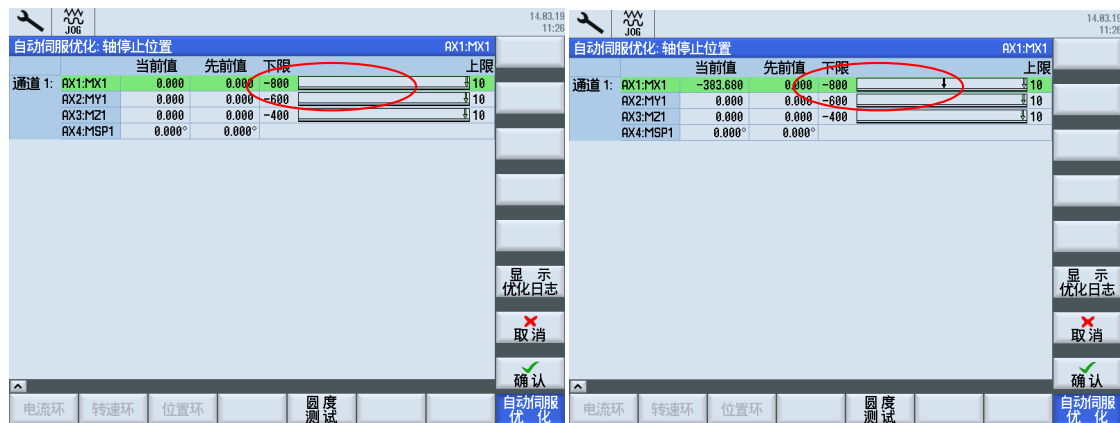 JOG
14.03.19
11:26
自动伺服优化: 轴停止位置 AX1:MX1
当前值 先前值 下限 上限
通道 1: AX1:MX1 0.000 0.000 -800 10
AX2:MY1 0.000 0.000 -600 10
AX3:MZ1 0.000 0.000 -400 10
AX4:MSP1 0.000° 0.000°
显 示
优化日志
取消
确认
电流环 转速环 位置环 圆度
测试
自动伺服
优 化
JOG
14.03.19
11:26
自动伺服优化: 轴停止位置 AX1:MX1
当前值 先前值 下限 上限
通道 1: AX1:MX1 -383.680 0.000 -800 10
AX2:MY1 0.000 0.000 -600 10
AX3:MZ1 0.000 0.000 -400 10
AX4:MSP1 0.000° 0.000°
显 示
优化日志
取消
确认
电流环 转速环 位置环 圆度
测试
自动伺服
优 化